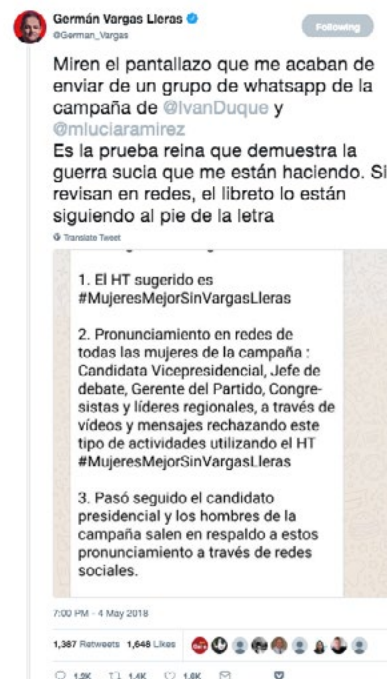 Germán Vargas Lleras
@German_Vargas
Following
Miren el pantallazo que me acaban de
enviar de un grupo de whatsapp de la
campaña de @IvanDuque y
@mluciaramirez
Es la prueba reina que demuestra la
guerra sucia que me están haciendo. Si
revisan en redes, el libreto lo están
siguiendo al pie de la letra
Translate Tweet
1. El HT sugerido es
#MujeresMejorSinVargasLleras
2. Pronunciamiento en redes de
todas las mujeres de la campaña :
Candidata Vicepresidencial, Jefe de
debate, Gerente del Partido, Congre-
sistas y líderes regionales, a través de
vídeos y mensajes rechazando este
tipo de actividades utilizando el HT
#MujeresMejorSinVargasLleras
3. Pasó seguido el candidato
presidencial y los hombres de la
campaña salen en respaldo a estos
pronunciamiento a través de redes
sociales.
7:00 PM - 4 May 2018
1,387 Retweets 1,648 Likes
1.4K